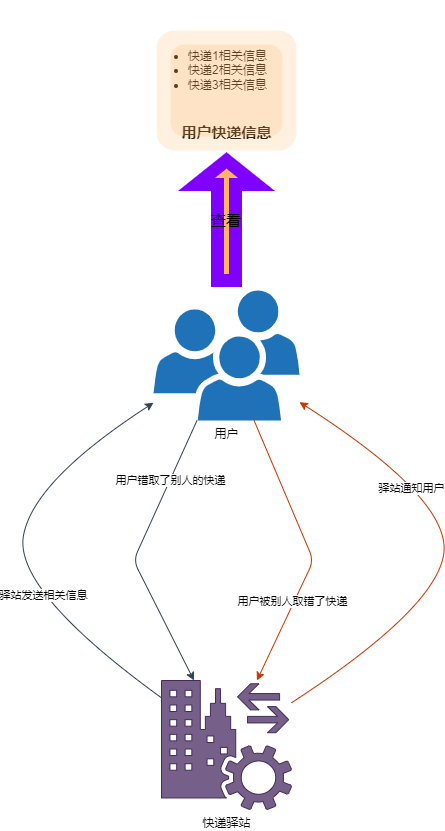 快递1相关信息
快递2相关信息
快递3相关信息
用户快递信息
查看
用户
用户错取了别人的快递
驿站通知用户
驿站发送相关信息
用户被别人取错了快递
快递驿站